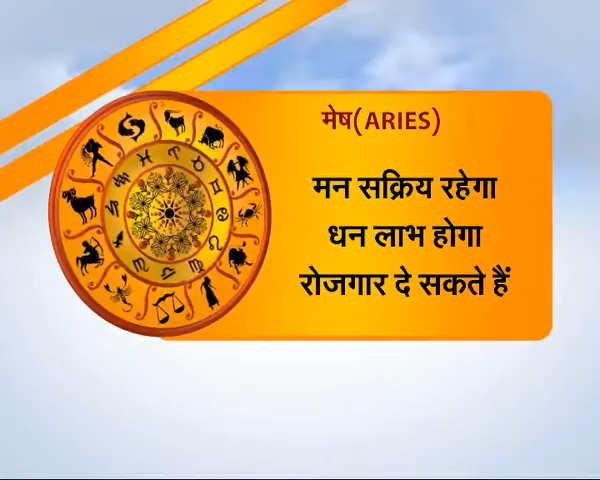 मेष(ARIES)
मन सक्रिय रहेगा
धन लाभ होगा
रोजगार दे सकते हैं